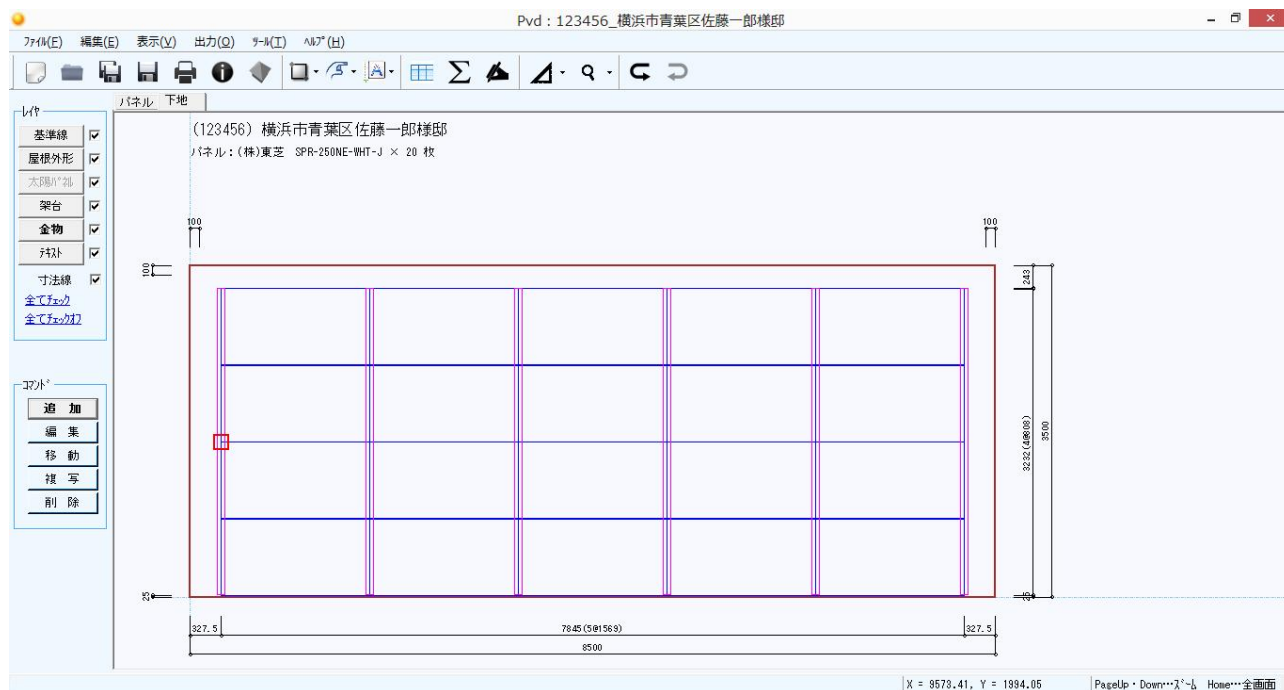 Pvd : 123456_横浜市青葉区佐藤一郎様邸
ﾌｧｲﾙ(F) 編集(E) 表示(V) 出力(O) ﾂｰﾙ(T) ﾍﾙﾌﾟ(H)
パネル 下地
ﾚｲﾔ
基準線
屋根外形
太陽ﾊﾟﾈﾙ
架台
金物
ﾃｷｽﾄ
寸法線
全てﾁｪｯｸ
全てﾁｪｯｸｵﾌ
ｺﾏﾝﾄﾞ
追 加
編 集
移 動
複 写
削 除
(123456) 横浜市青葉区佐藤一郎様邸
パネル：(株)東芝 SPR-250NE-WHT-J × 20 枚
100
100
100
243
3232(4@808)
3500
25
25
327.5
7845(5@1569)
327.5
8500
X = 9573.41, Y = 1994.05
PageUp・Down…ｽﾞｰﾑ Home…全画面